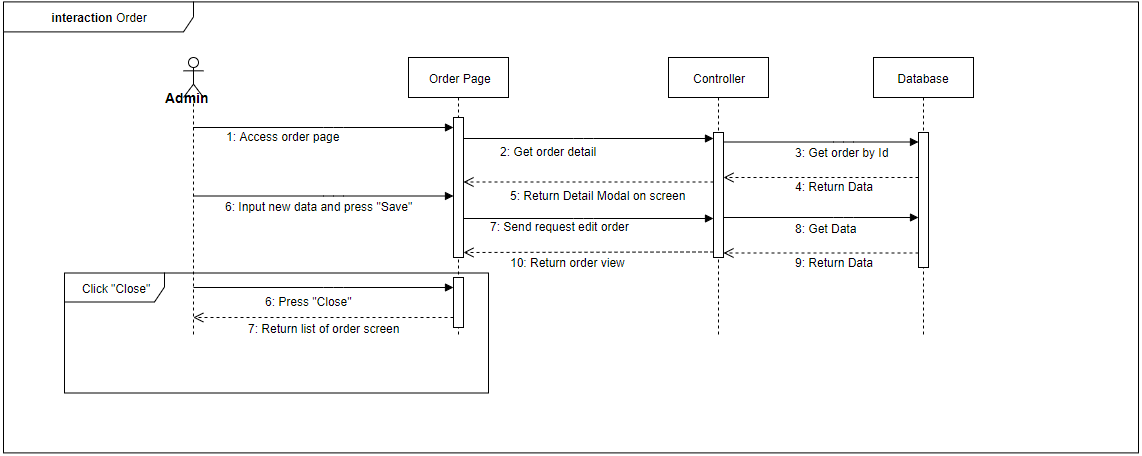 interaction Order
Admin
Order Page
Controller
Database
1: Access order page
2: Get order detail
3: Get order by Id
4: Return Data
5: Return Detail Modal on screen
6: Input new data and press "Save"
7: Send request edit order
8: Get Data
9: Return Data
10: Return order view
Click "Close"
6: Press "Close"
7: Return list of order screen